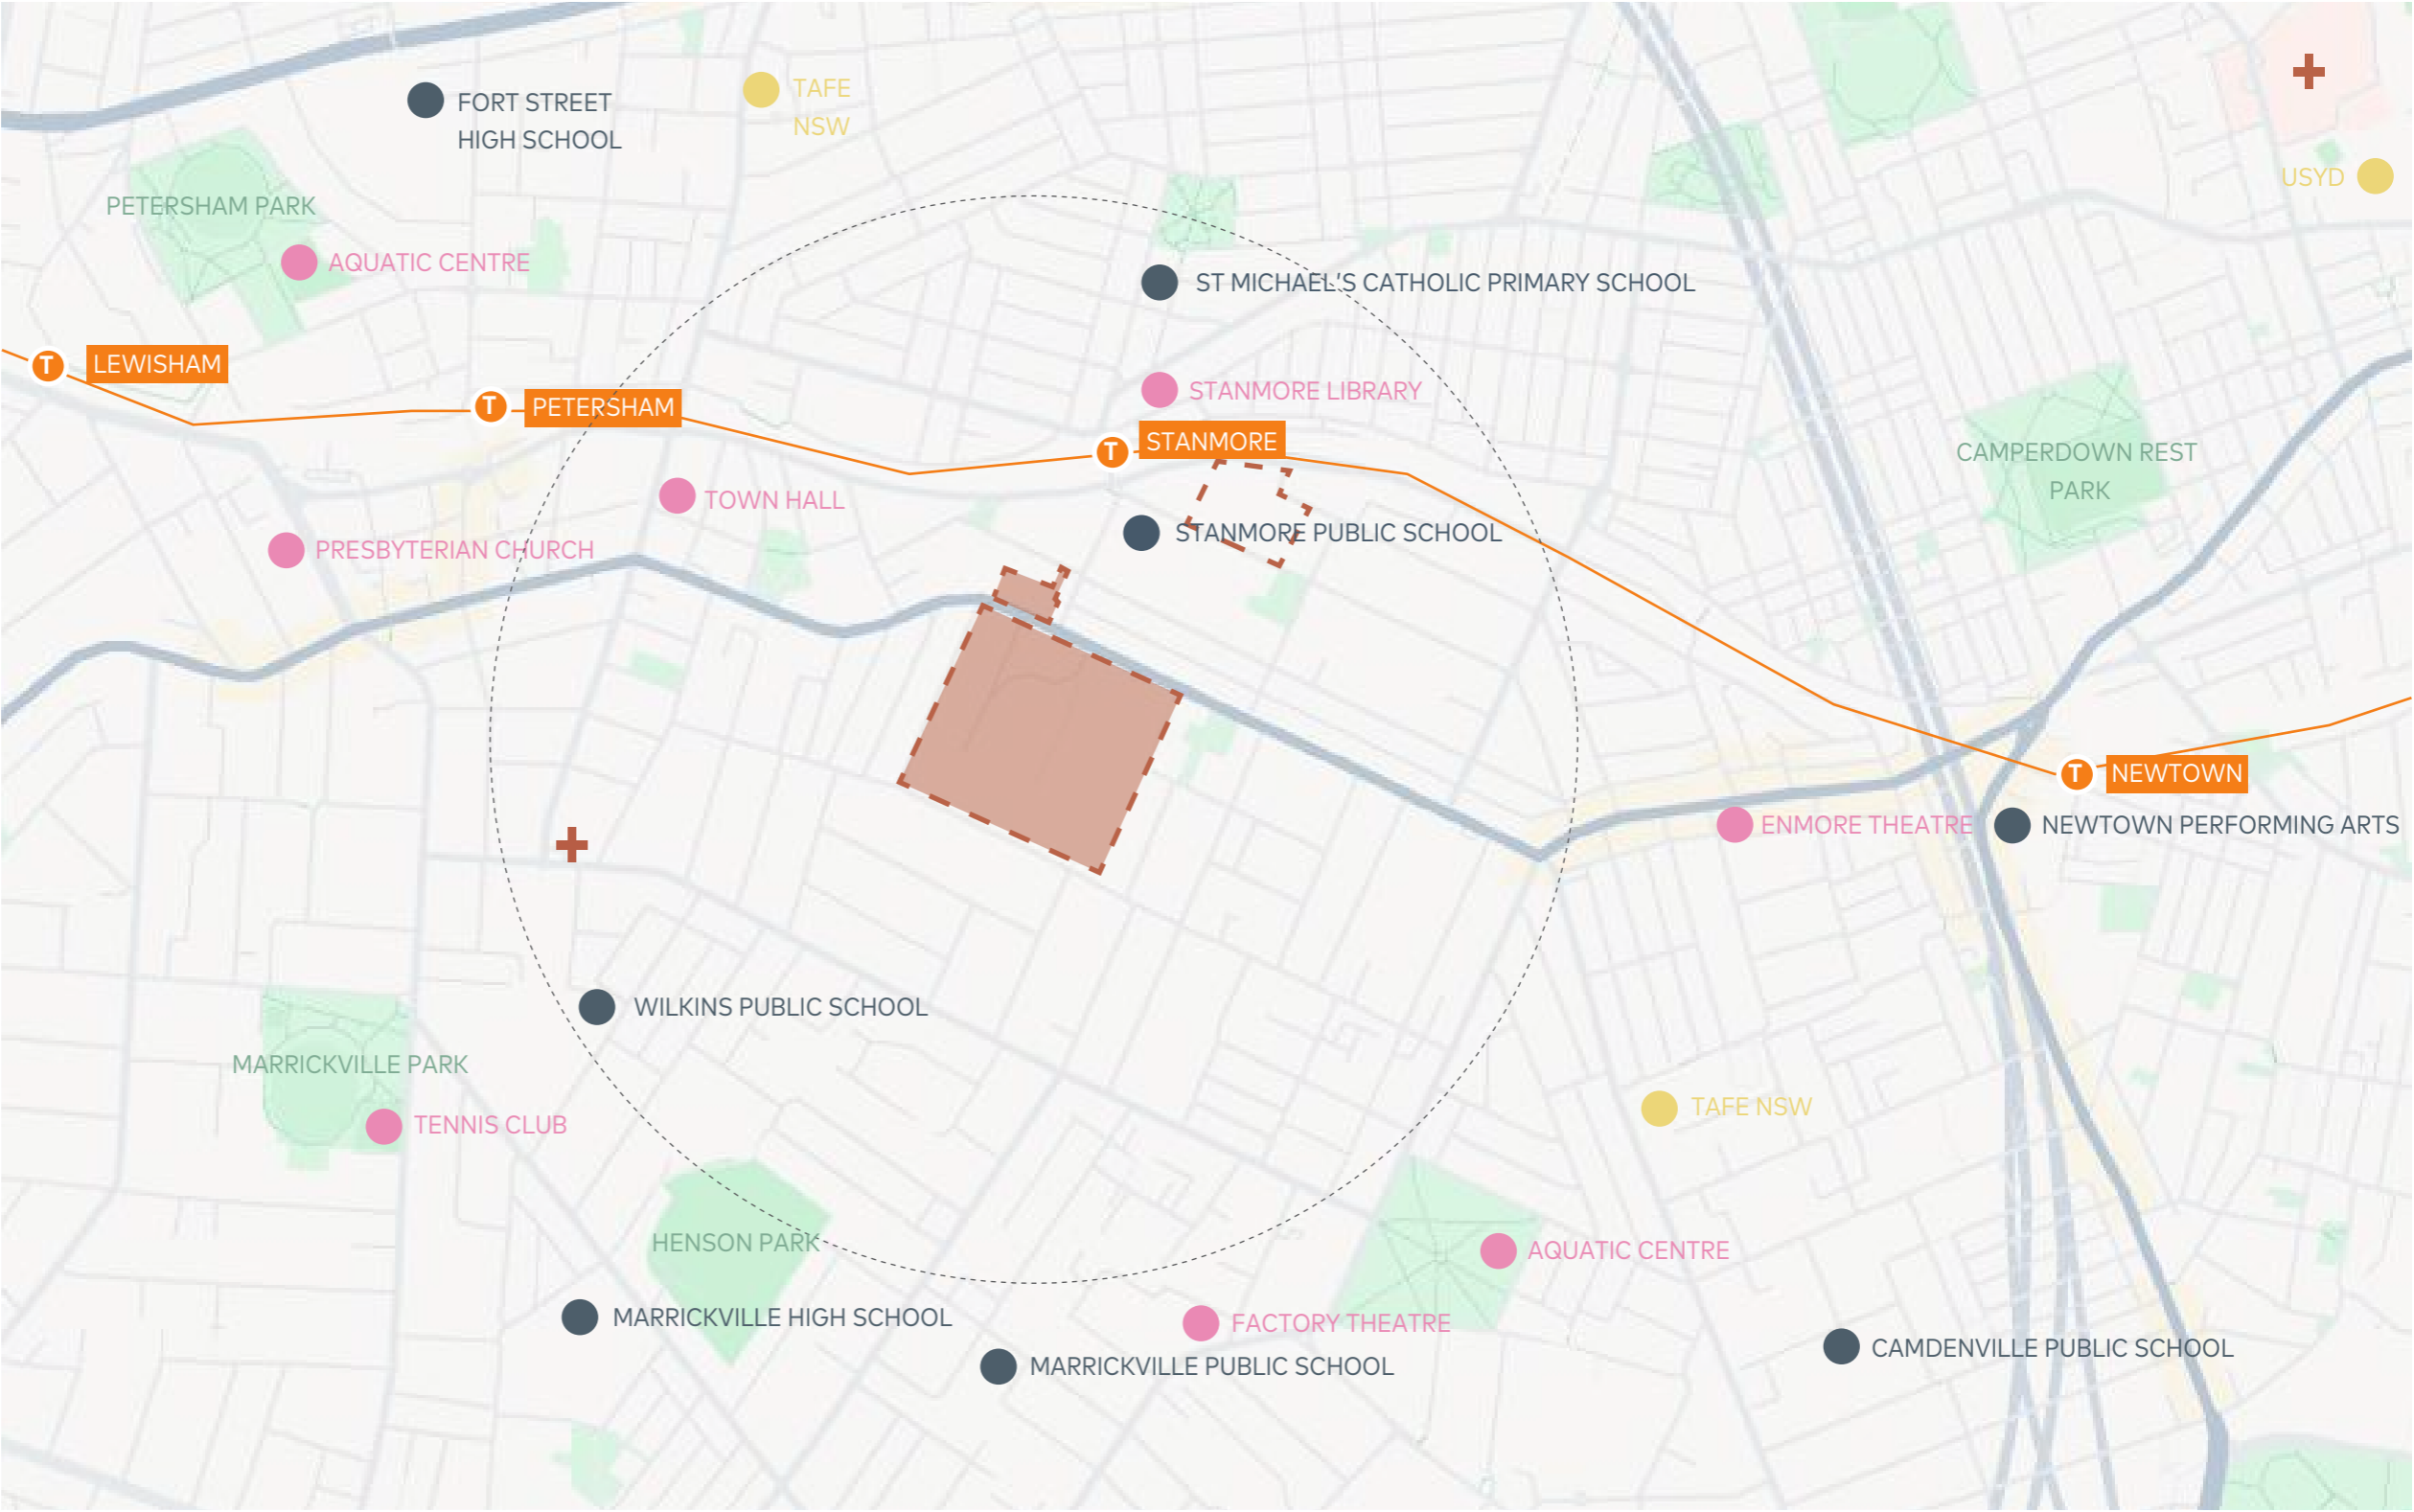 TAFE
NSW
FORT STREET
HIGH SCHOOL
USYD
PETERSHAM PARK
AQUATIC CENTRE
ST MICHAEL'S CATHOLIC PRIMARY SCHOOL
T LEWISHAM
STANMORE LIBRARY
T PETERSHAM
T STANMORE
CAMPERDOWN REST
PARK
TOWN HALL
STANMORE PUBLIC SCHOOL
PRESBYTERIAN CHURCH
T NEWTOWN
ENMORE THEATRE
NEWTOWN PERFORMING ARTS
WILKINS PUBLIC SCHOOL
MARRICKVILLE PARK
TAFE NSW
TENNIS CLUB
HENSON PARK
AQUATIC CENTRE
MARRICKVILLE HIGH SCHOOL
FACTORY THEATRE
CAMDENVILLE PUBLIC SCHOOL
MARRICKVILLE PUBLIC SCHOOL